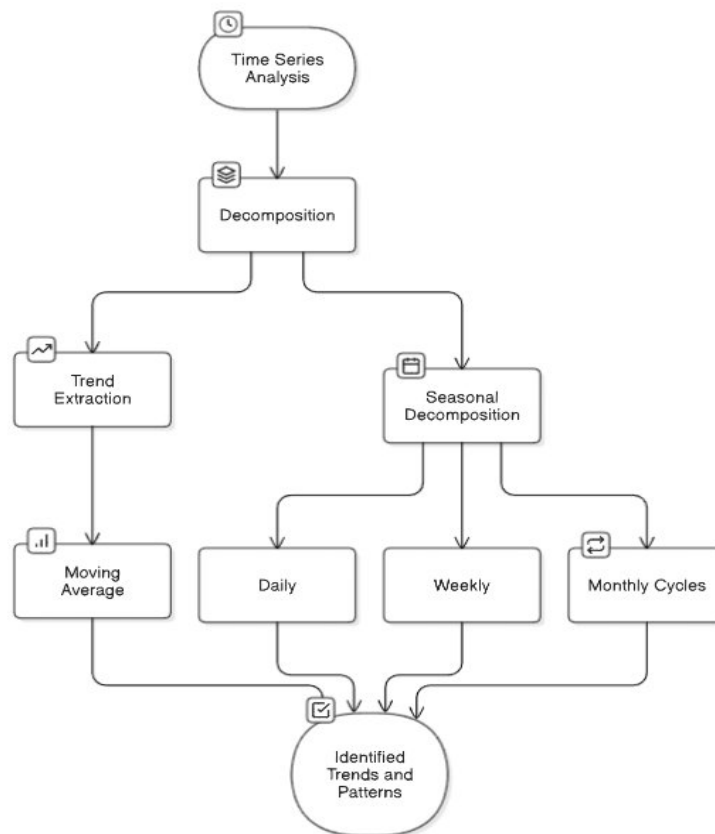 Time Series
Analysis
Decomposition
Trend
Extraction
Seasonal
Decomposition
Moving
Average
Daily
Weekly
Monthly Cycles
Identified
Trends and
Patterns